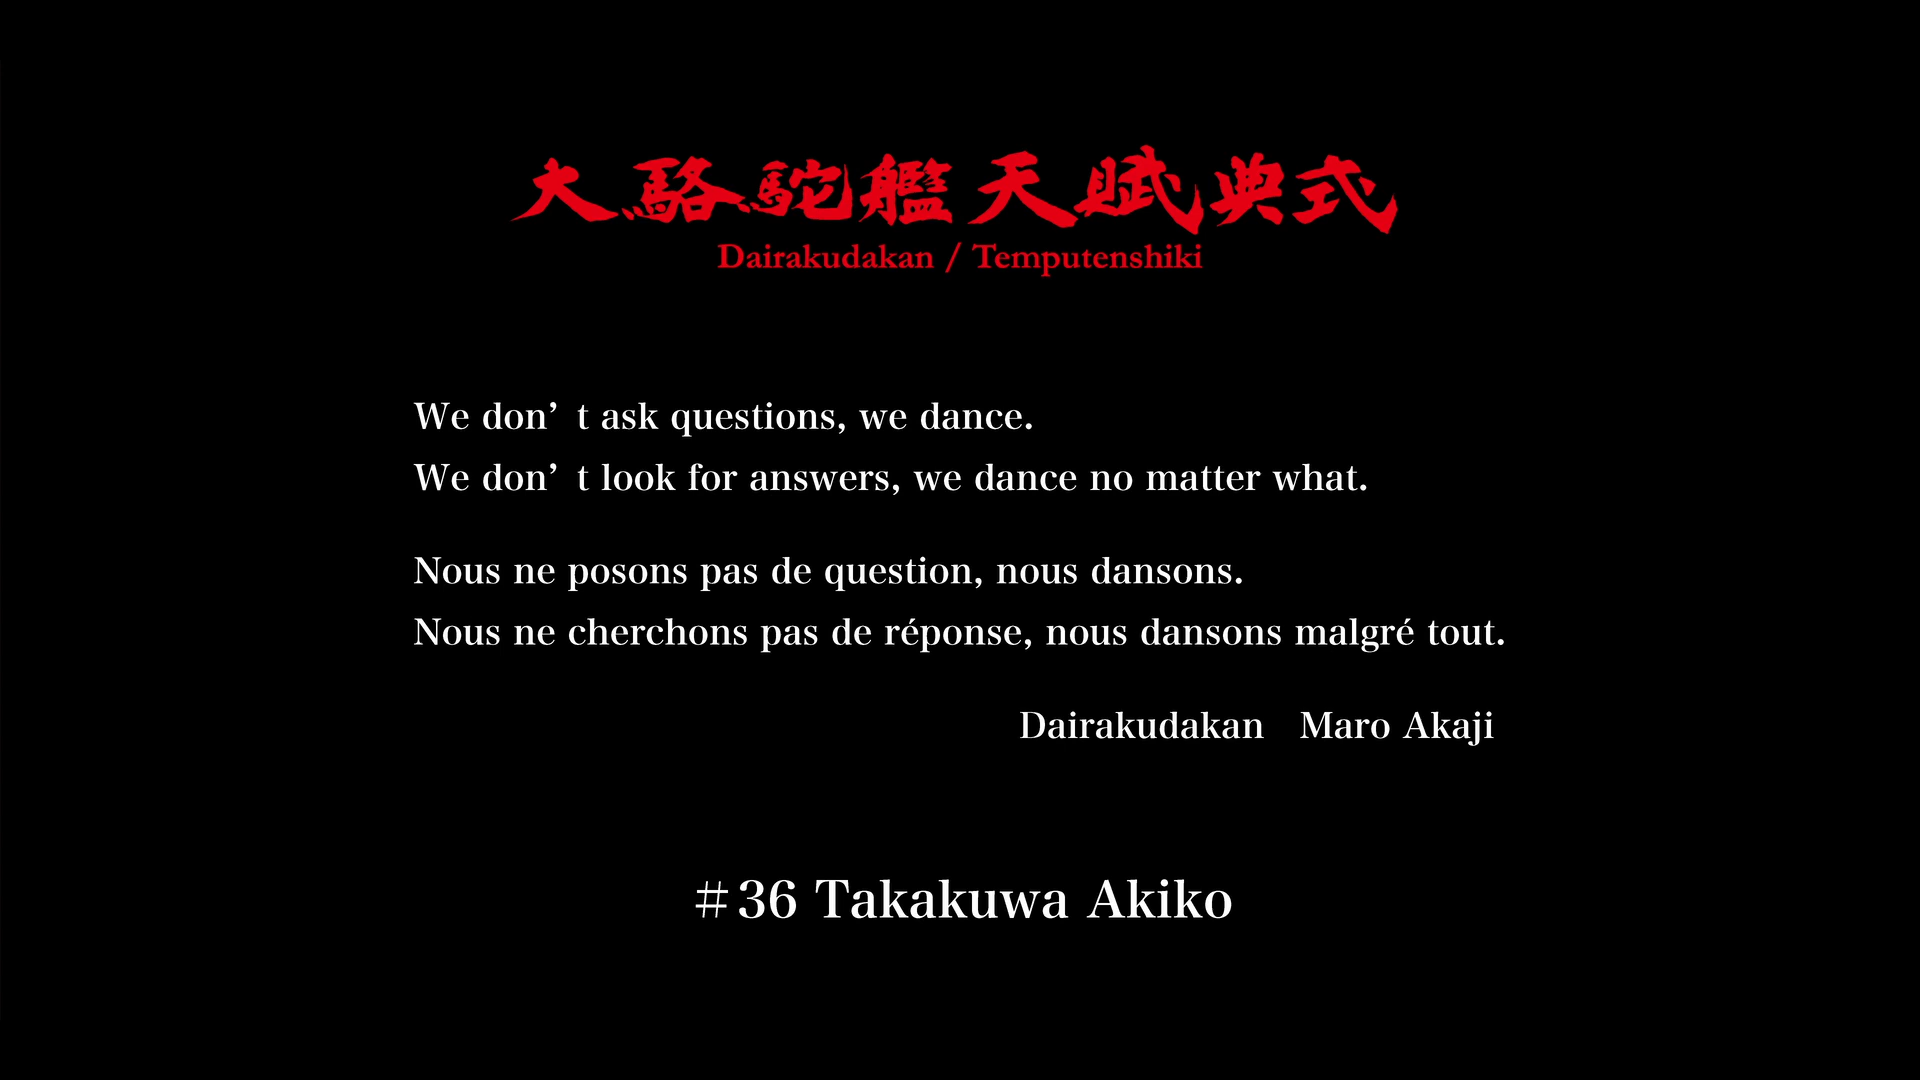 大駱駝艦天賦典式
Dairakudakan / Temputenshiki
We don’t ask questions, we dance.
We don’t look for answers, we dance no matter what.
Nous ne posons pas de question, nous dansons.
Nous ne cherchons pas de réponse, nous dansons malgré tout.
Dairakudakan　Maro Akaji
＃36 Takakuwa Akiko